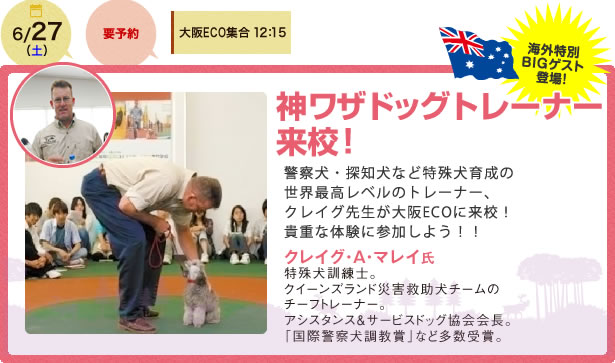 6/27
(土)
要予約
大阪ECO集合 12:15
海外特別
BIGゲスト
登場!
神ワザドッグトレーナー
来校!
警察犬・探知犬など特殊犬育成の
世界最高レベルのトレーナー、
クレイグ先生が大阪ECOに来校!
貴重な体験に参加しよう!!
クレイグ・A・マレイ氏
特殊犬訓練士。
クイーンズランド災害救助犬チームの
チーフトレーナー。
アシスタンス&サービスドッグ協会会長。
「国際警察犬調教賞」など多数受賞。